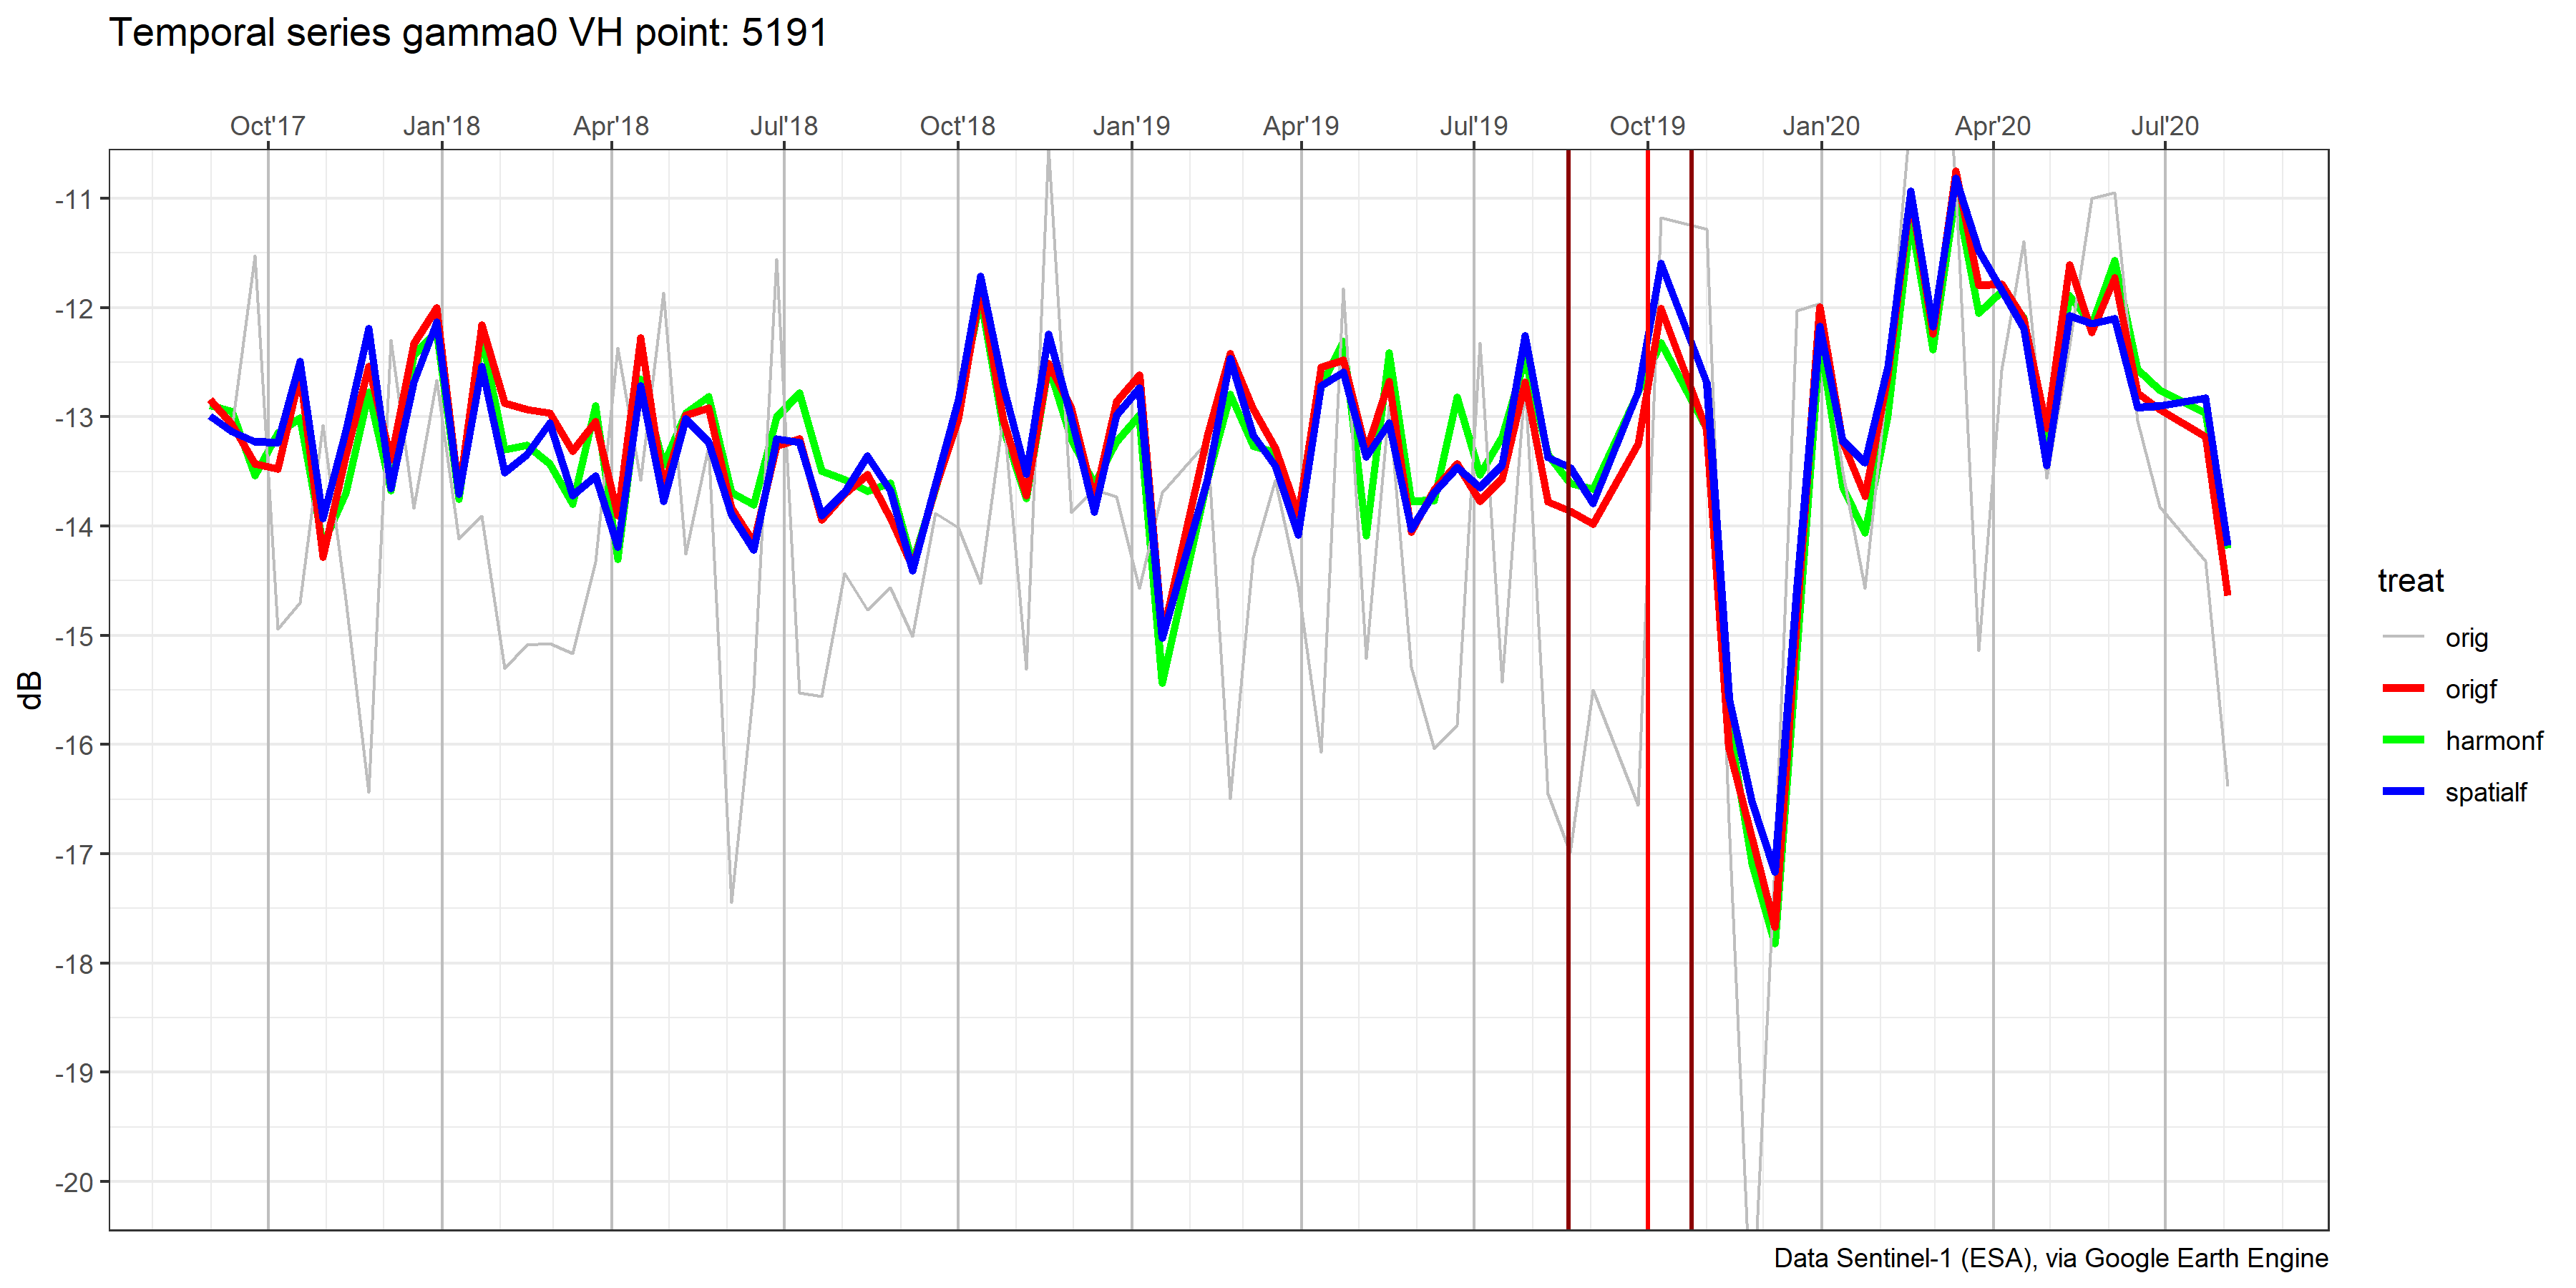 Temporal series gamma0 VH point: 5191
Oct'17 Jan'18 Apr'18 Jul'18 Oct'18 Jan'19 Apr'19 Jul'19 Oct'19 Jan'20 Apr'20 Jul'20
-11
-12
-13
-14
-15
-16
-17
-18
-19
-20
dB
treat
orig
origf
harmonf
spatialf
Data Sentinel-1 (ESA), via Google Earth Engine